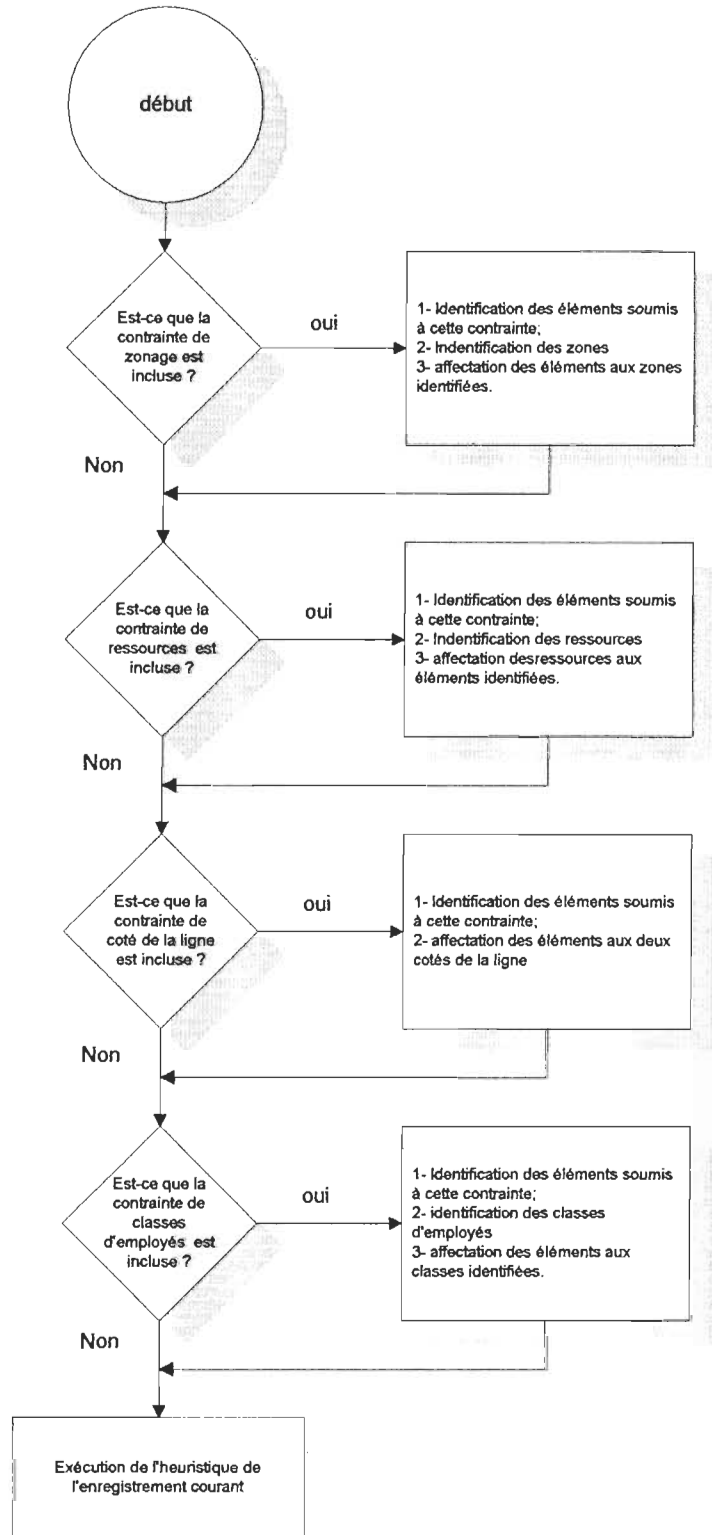 début
Est-ce que la
contrainte de
zonage est
incluse ?
oui
1- Identification des éléments soumis
à cette contrainte;
2- Indentification des zones
3- affectation des éléments aux zones
identifiées.
Non
Est-ce que la
contrainte de
ressources est
incluse ?
oui
1- Identification des éléments soumis
à cette contrainte;
2- Indentification des ressources
3- affectation desressources aux
éléments identifiées.
Non
Est-ce que la
contrainte de
coté de la ligne
est incluse ?
oui
1- Identification des éléments soumis
à cette contrainte;
2- affectation des éléments aux deux
cotés de la ligne
Non
Est-ce que la
contrainte de
classes
d'employés est
incluse ?
oui
1- Identification des éléments soumis
à cette contrainte;
2- identification des classes
d'employés
3- affectation des éléments aux
classes identifiées.
Non
Exécution de l'heuristique de
l'enregistrement courant